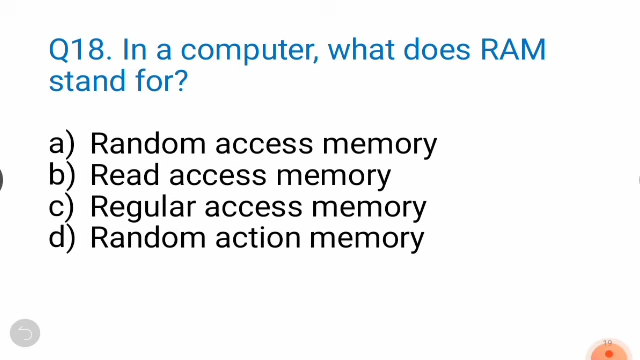 Q18. In a computer, what does RAM
stand for?
a) Random access memory
b) Read access memory
c) Regular access memory
d) Random action memory
19